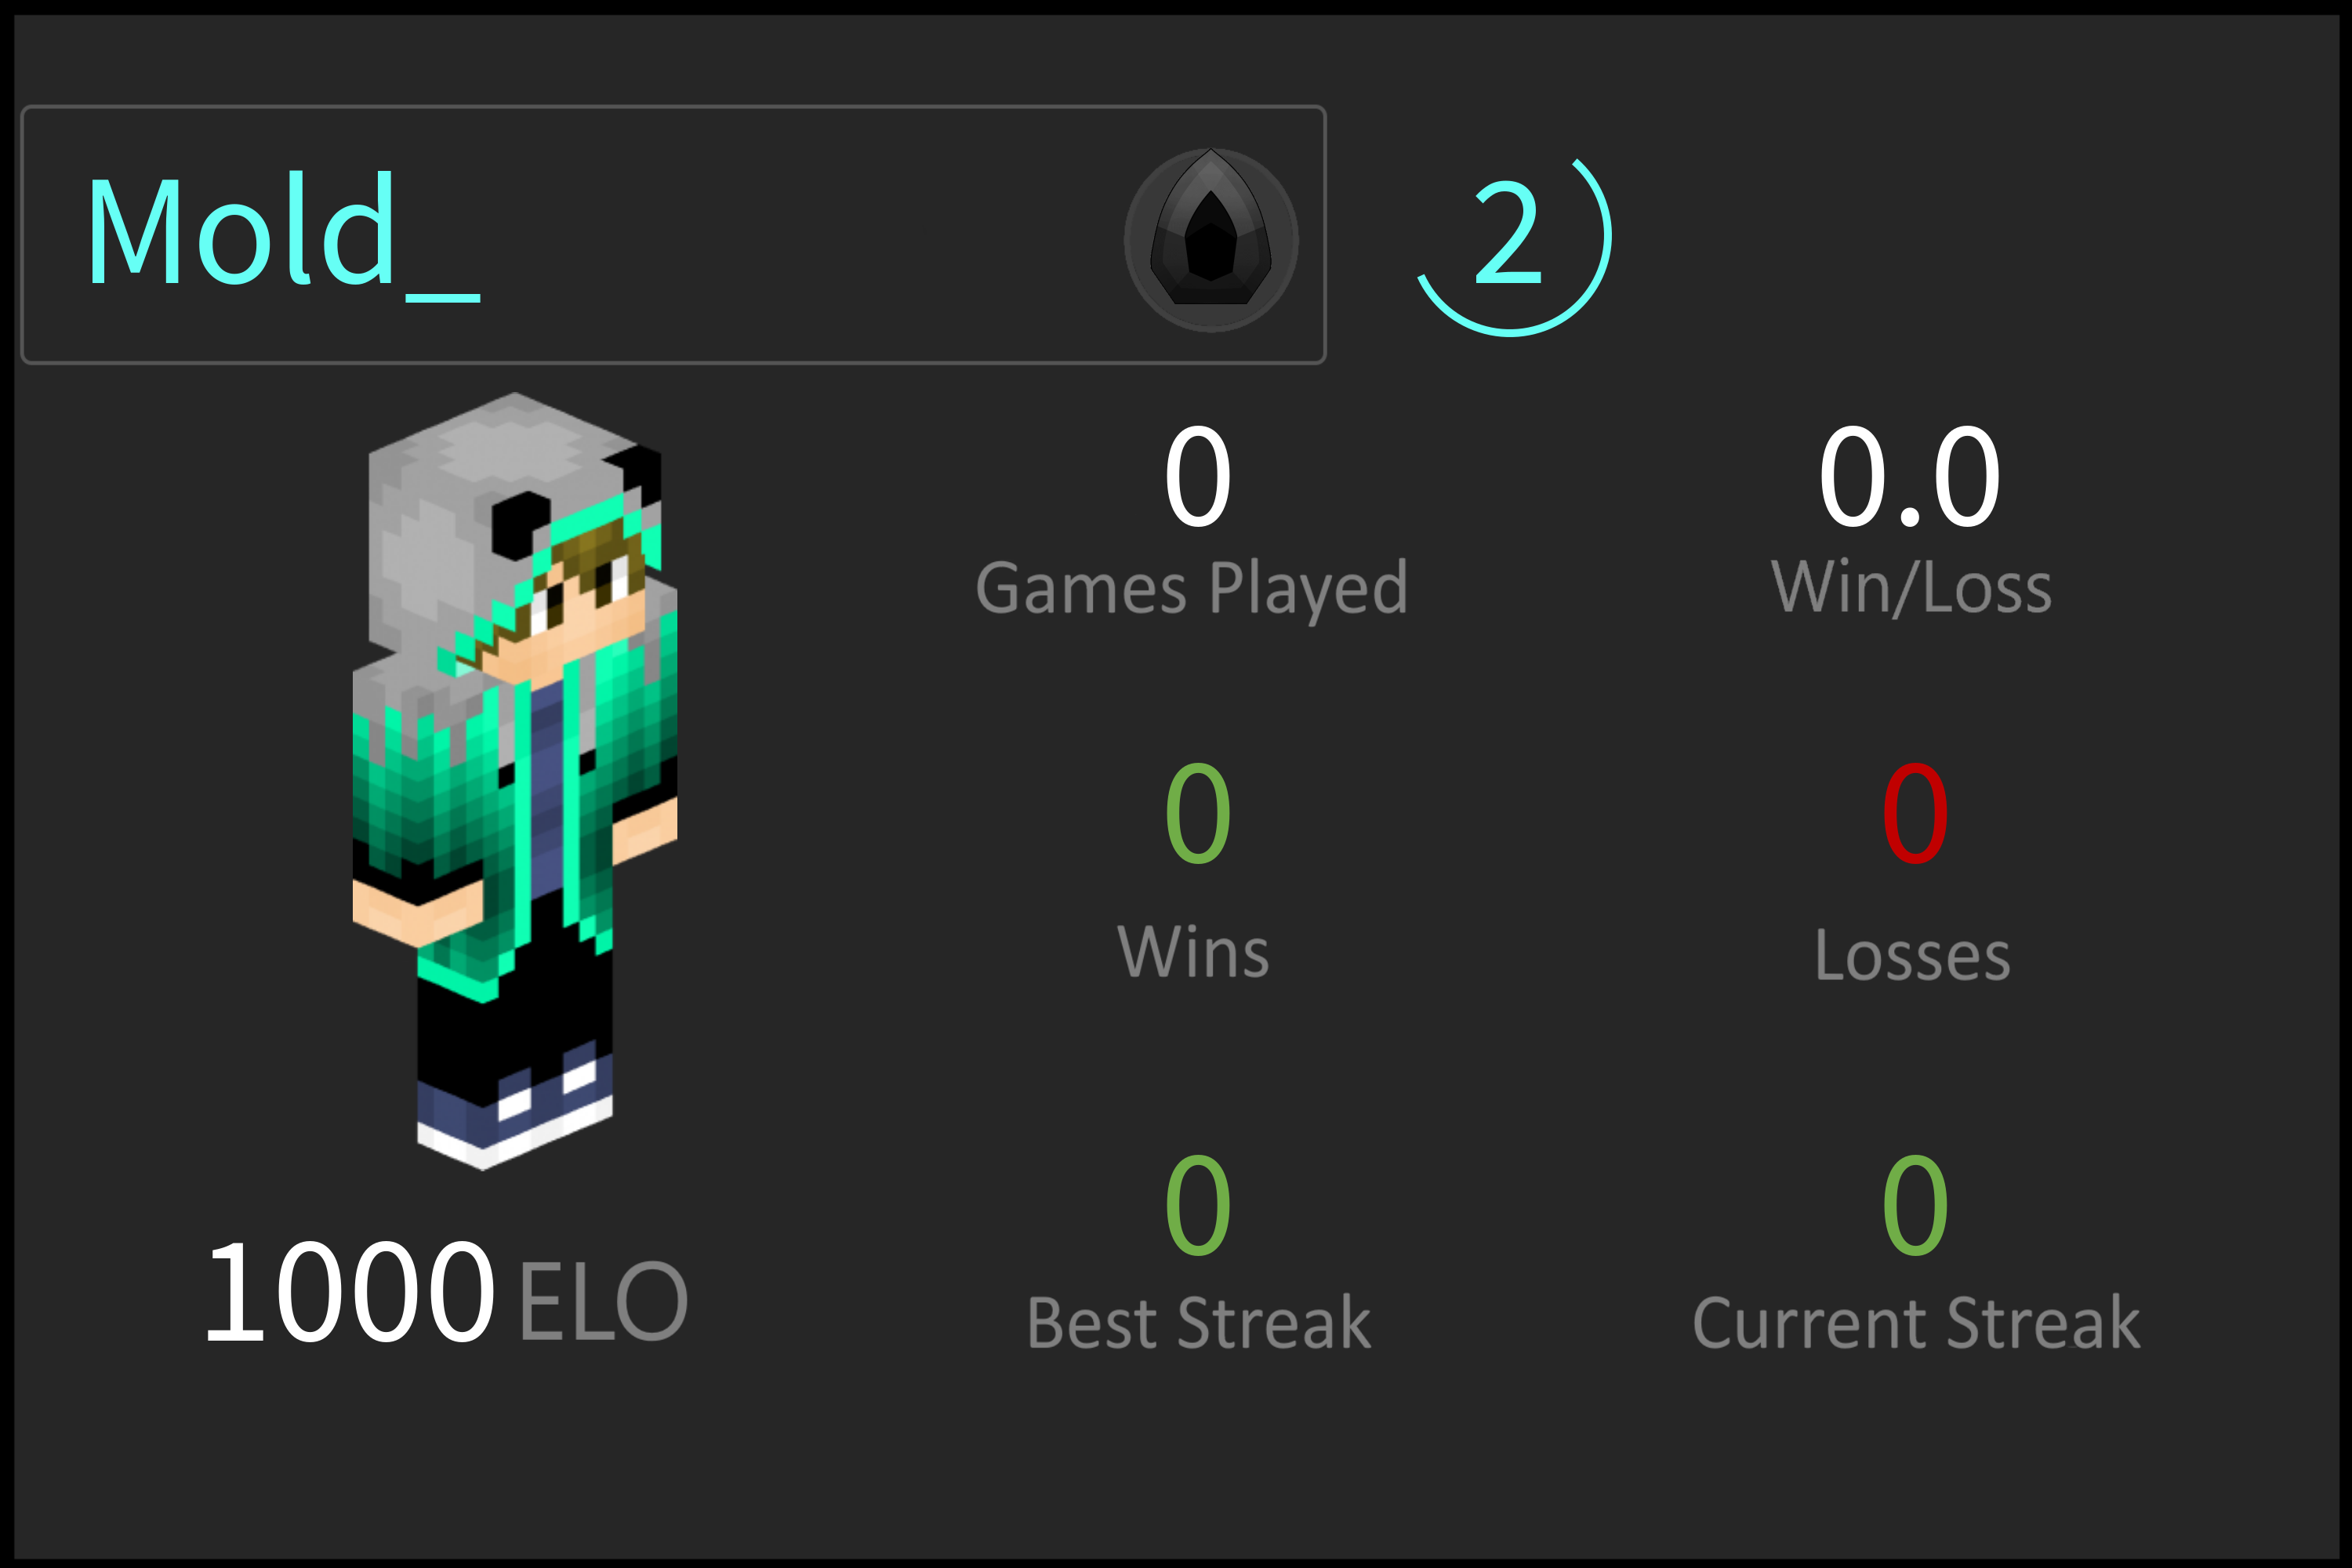 Mold_
2
0
0.0
Games Played
Win/Loss
0
0
Wins
Losses
0
0
1000 ELO
Best Streak
Current Streak